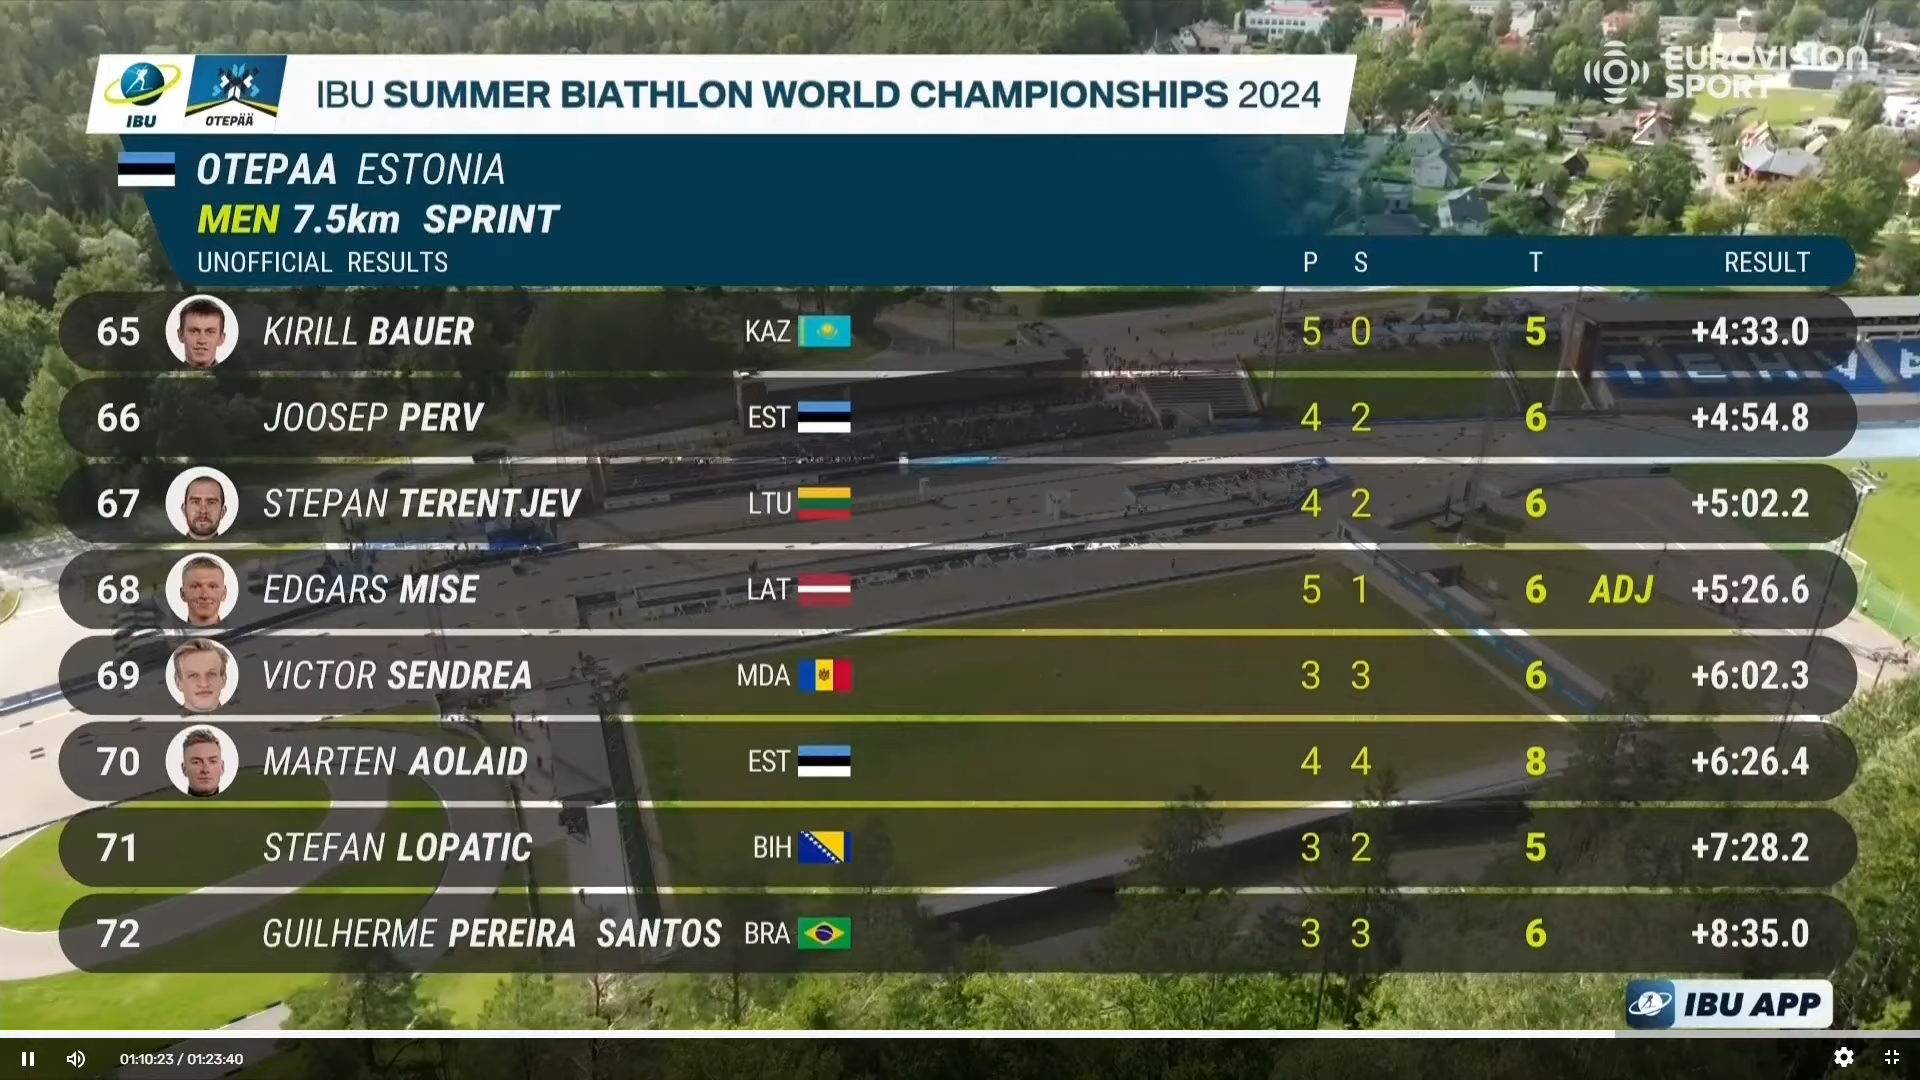 EUROVISION
SPORT
IBU
OTEPÄÄ
IBU SUMMER BIATHLON WORLD CHAMPIONSHIPS 2024
OTEPAA ESTONIA
MEN 7.5km SPRINT
UNOFFICIAL RESULTS P S T RESULT
65 KIRILL BAUER KAZ 5 0 5 +4:33.0
66 JOOSEP PERV EST 4 2 6 +4:54.8
67 STEPAN TERENTJEV LTU 4 2 6 +5:02.2
68 EDGARS MISE LAT 5 1 6 ADJ +5:26.6
69 VICTOR SENDREA MDA 3 3 6 +6:02.3
70 MARTEN AOLAID EST 4 4 8 +6:26.4
71 STEFAN LOPATIC BIH 3 2 5 +7:28.2
72 GUILHERME PEREIRA SANTOS BRA 3 3 6 +8:35.0
TEHVA
IBU APP
01:10:23 / 01:23:40